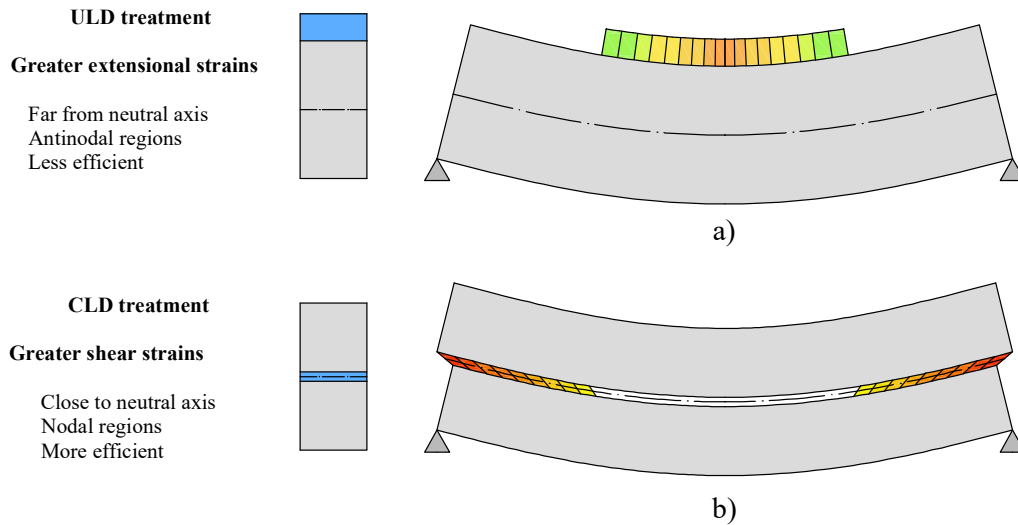 ULD treatment
Greater extensional strains
Far from neutral axis
Antinodal regions
Less efficient
a)
CLD treatment
Greater shear strains
Close to neutral axis
Nodal regions
More efficient
b)